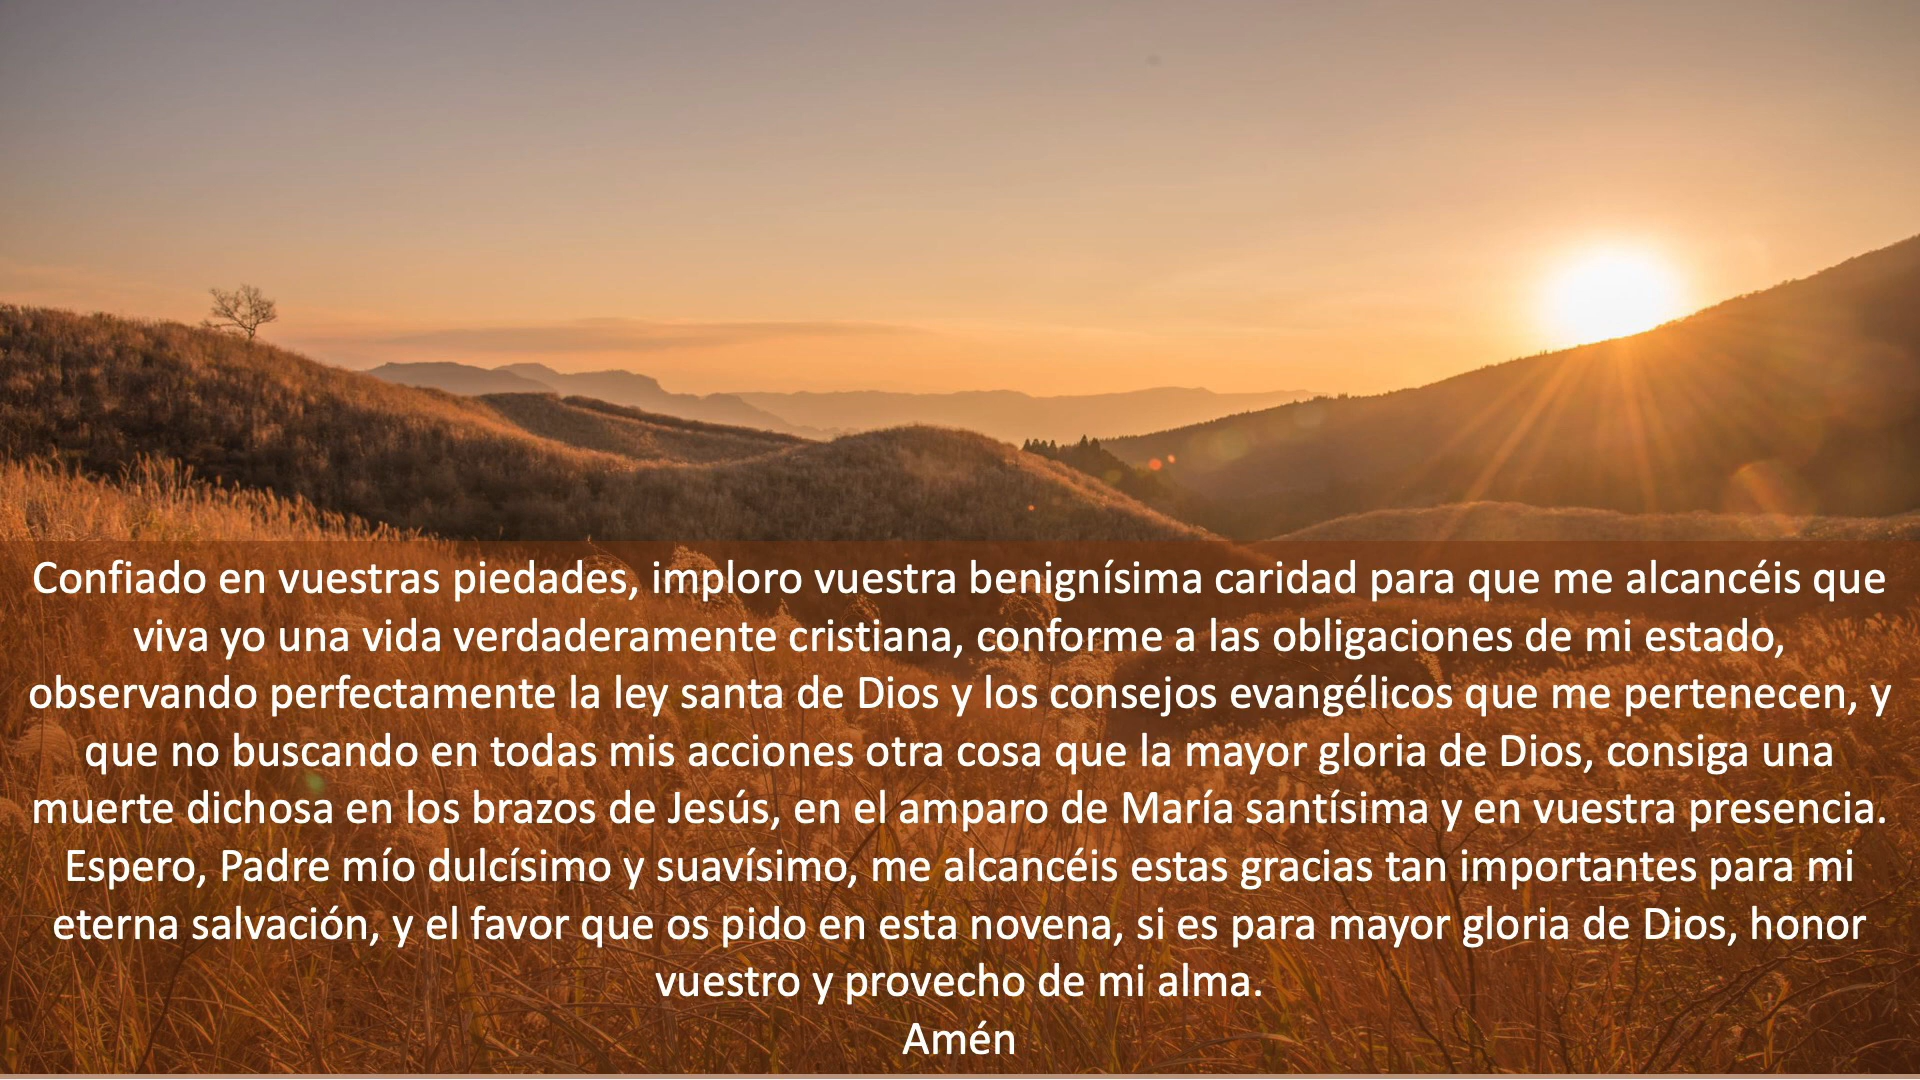 Confiado en vuestras piedades, imploro vuestra benignísima caridad para que me alcancéis que
viva yo una vida verdaderamente cristiana, conforme a las obligaciones de mi estado,
observando perfectamente la ley santa de Dios y los consejos evangélicos que me pertenecen, y
que no buscando en todas mis acciones otra cosa que la mayor gloria de Dios, consiga una
muerte dichosa en los brazos de Jesús, en el amparo de María santísima y en vuestra presencia.
Espero, Padre mío dulcísimo y suavísimo, me alcancéis estas gracias tan importantes para mi
eterna salvación, y el favor que os pido en esta novena, si es para mayor gloria de Dios, honor
vuestro y provecho de mi alma.
Amén